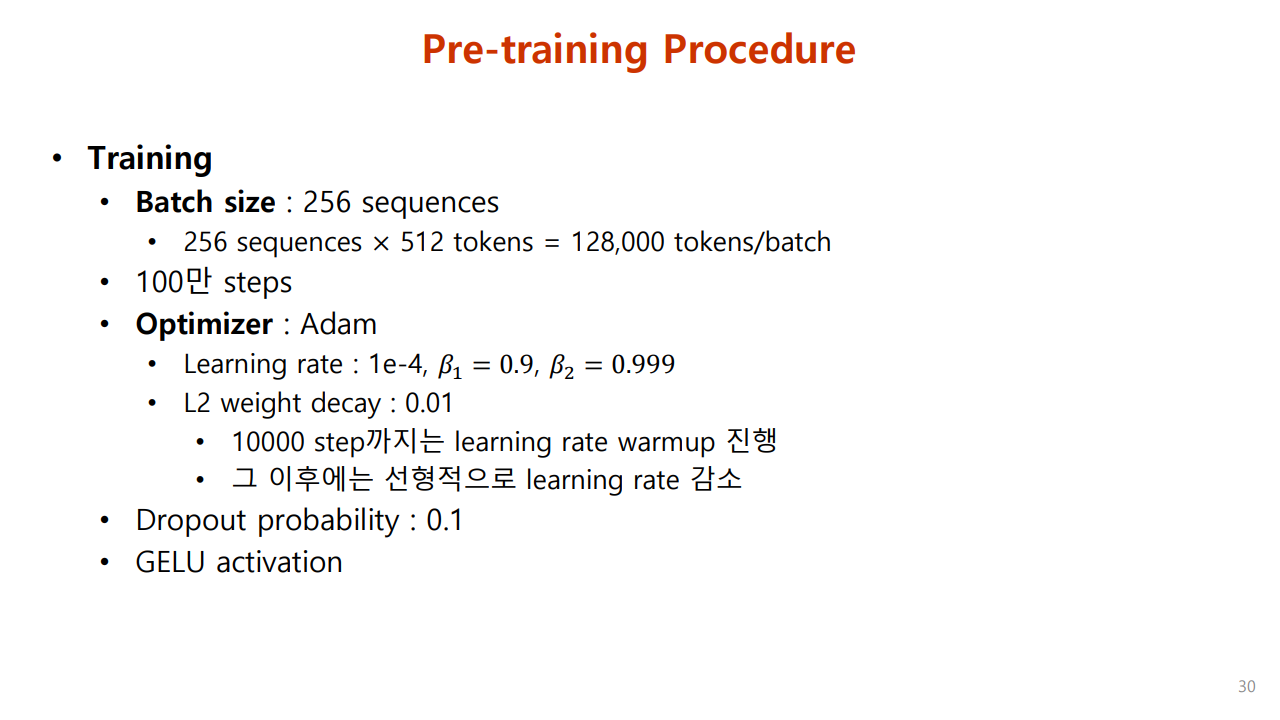 Pre-training Procedure
• Training
• Batch size : 256 sequences
• 256 sequences × 512 tokens = 128,000 tokens/batch
• 100만 steps
• Optimizer : Adam
• Learning rate : 1e-4, β₁ = 0.9, β₂ = 0.999
• L2 weight decay : 0.01
• 10000 step까지는 learning rate warmup 진행
• 그 이후에는 선형적으로 learning rate 감소
• Dropout probability : 0.1
• GELU activation
30